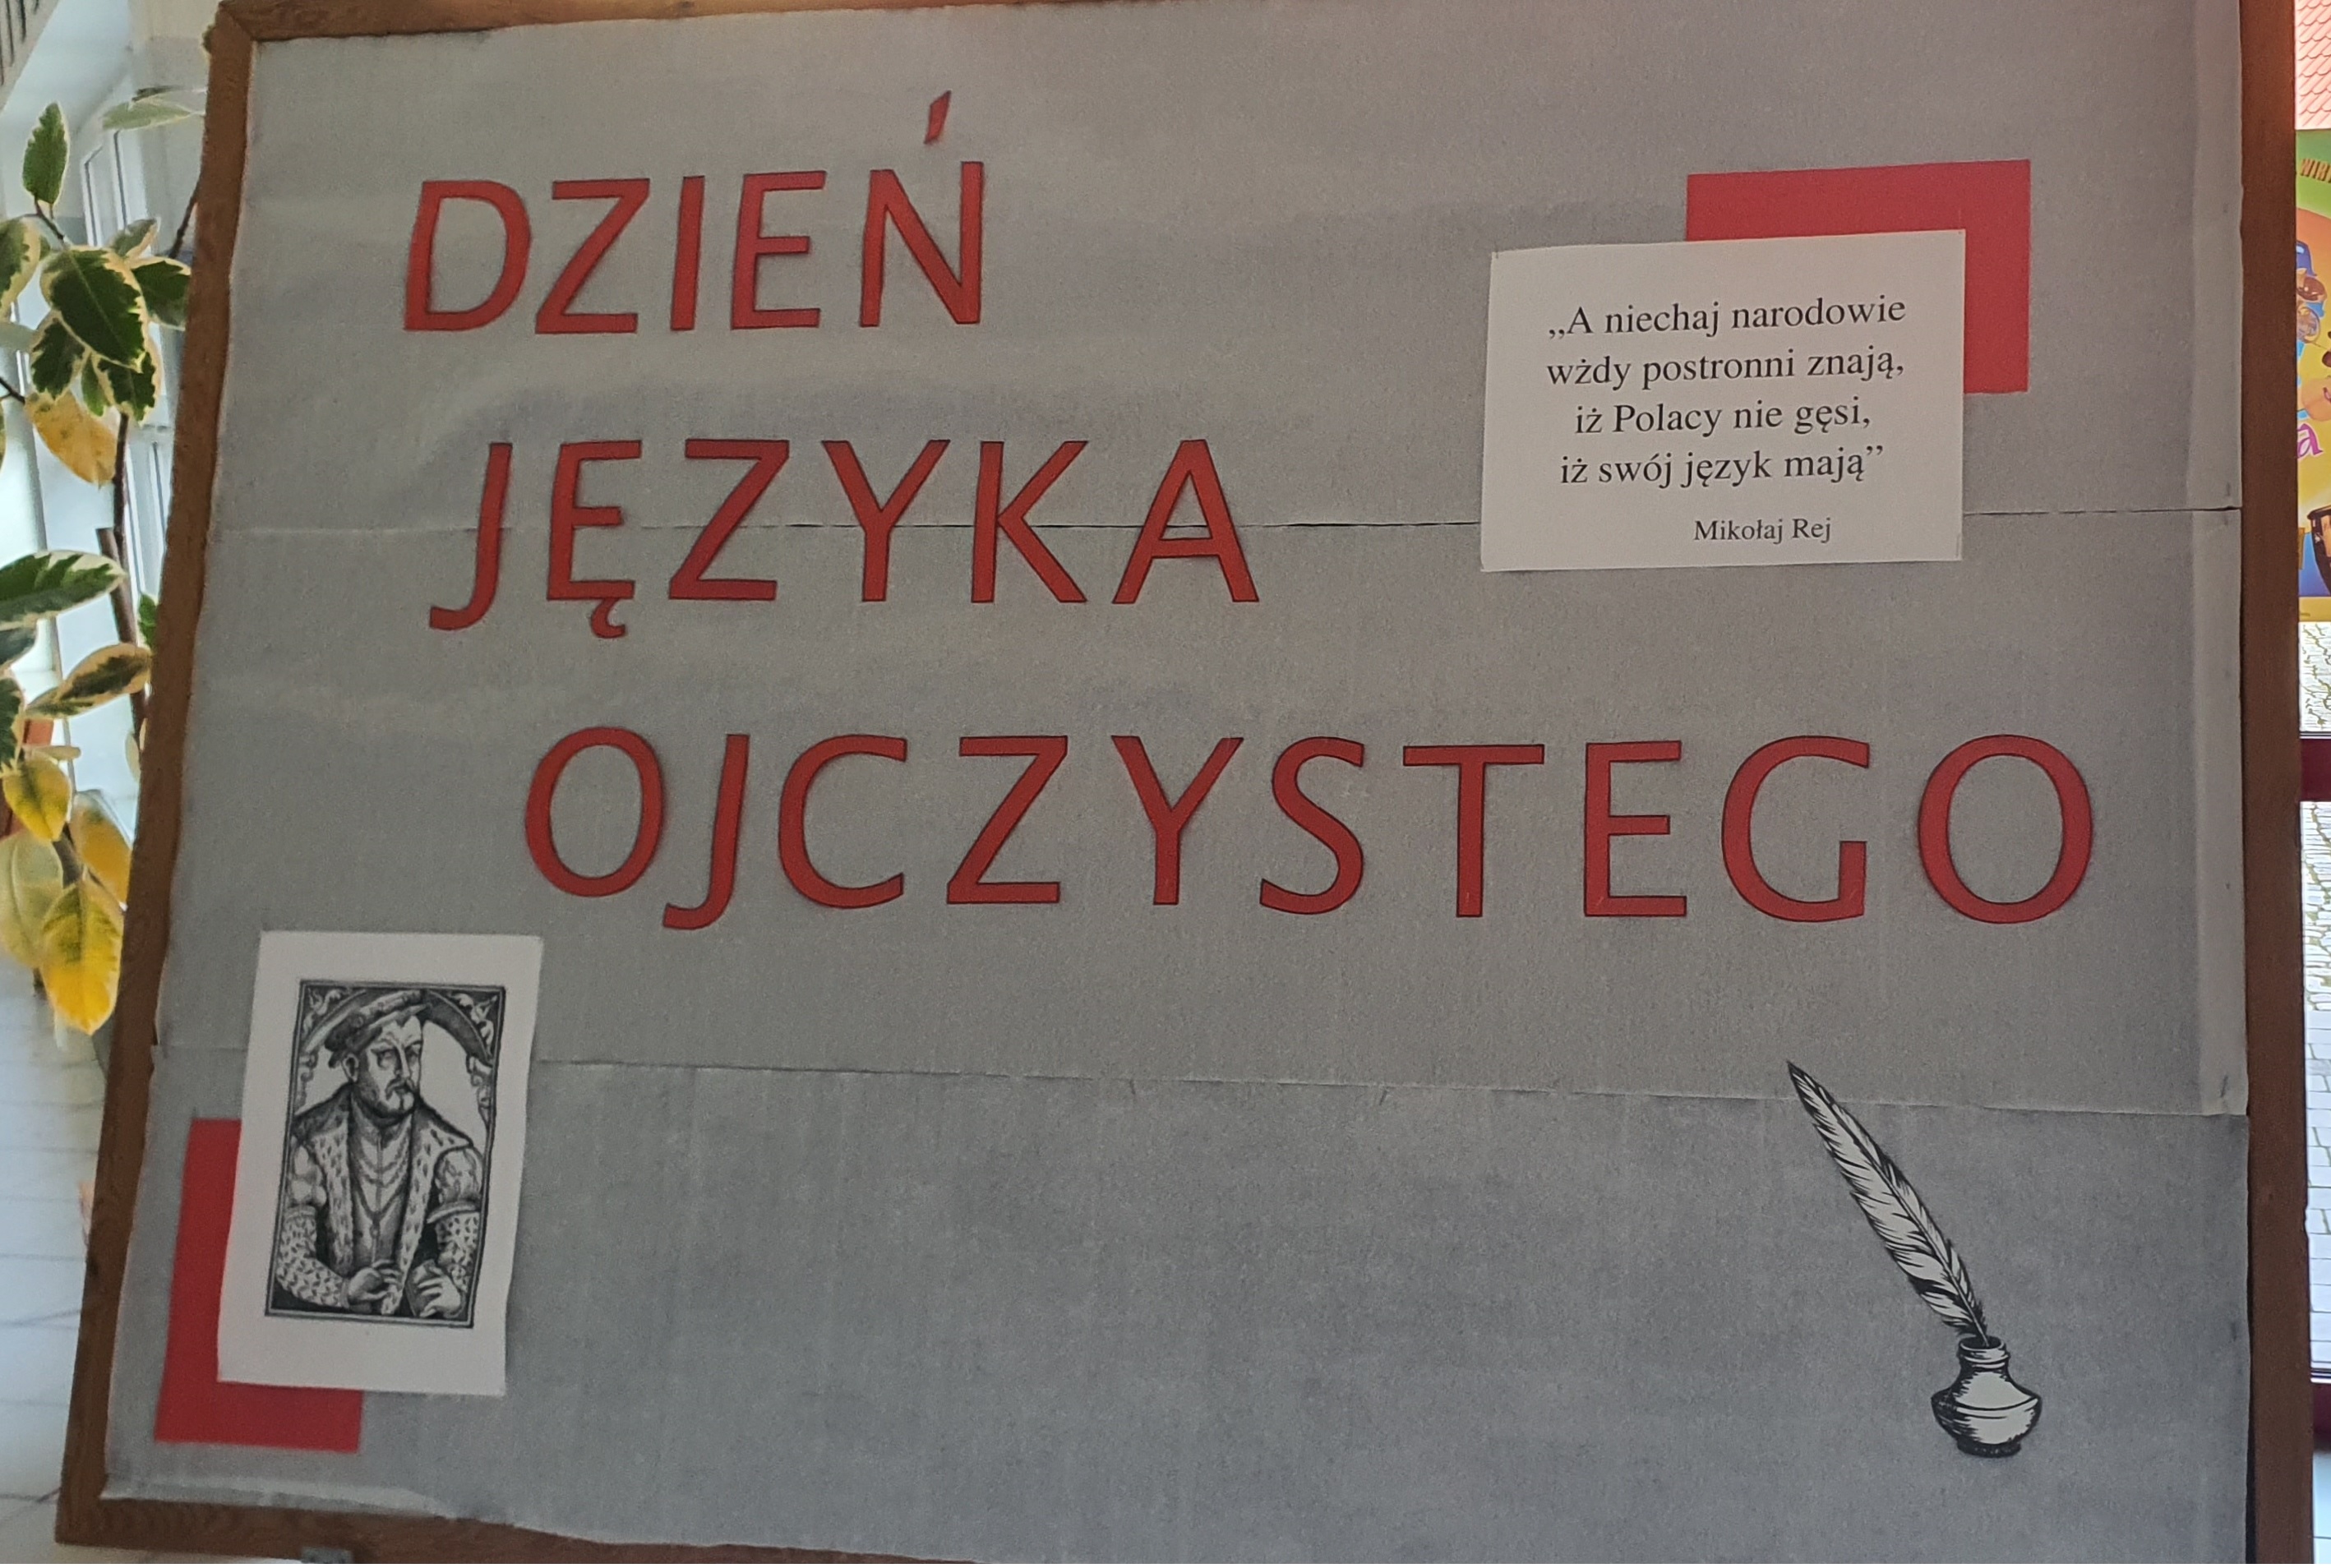 DZIEŃ
JĘZYKA
OJCZYSTEGO
„A niechaj narodowie
wżdy postronni znają,
iż Polacy nie gęsi,
iż swój język mają”
Mikołaj Rej